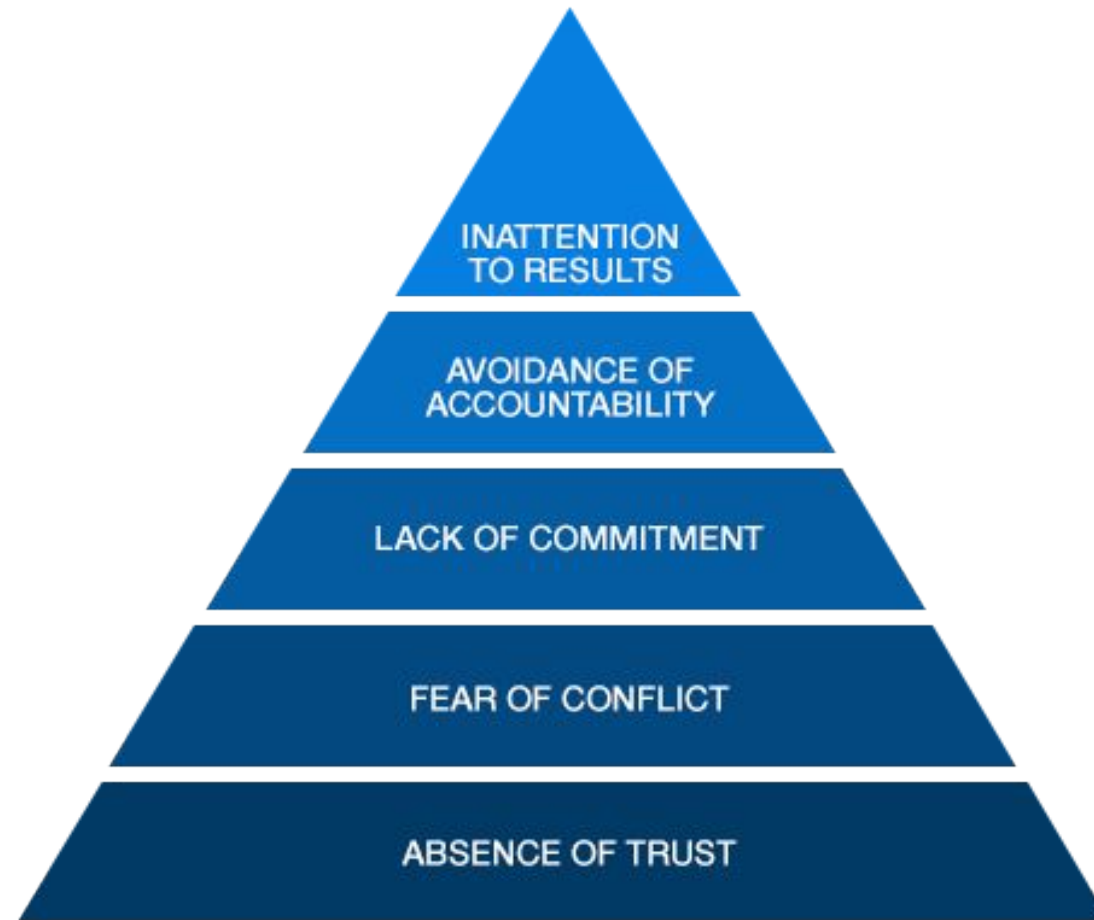 INATTENTION
TO RESULTS
AVOIDANCE OF
ACCOUNTABILITY
LACK OF COMMITMENT
FEAR OF CONFLICT
ABSENCE OF TRUST